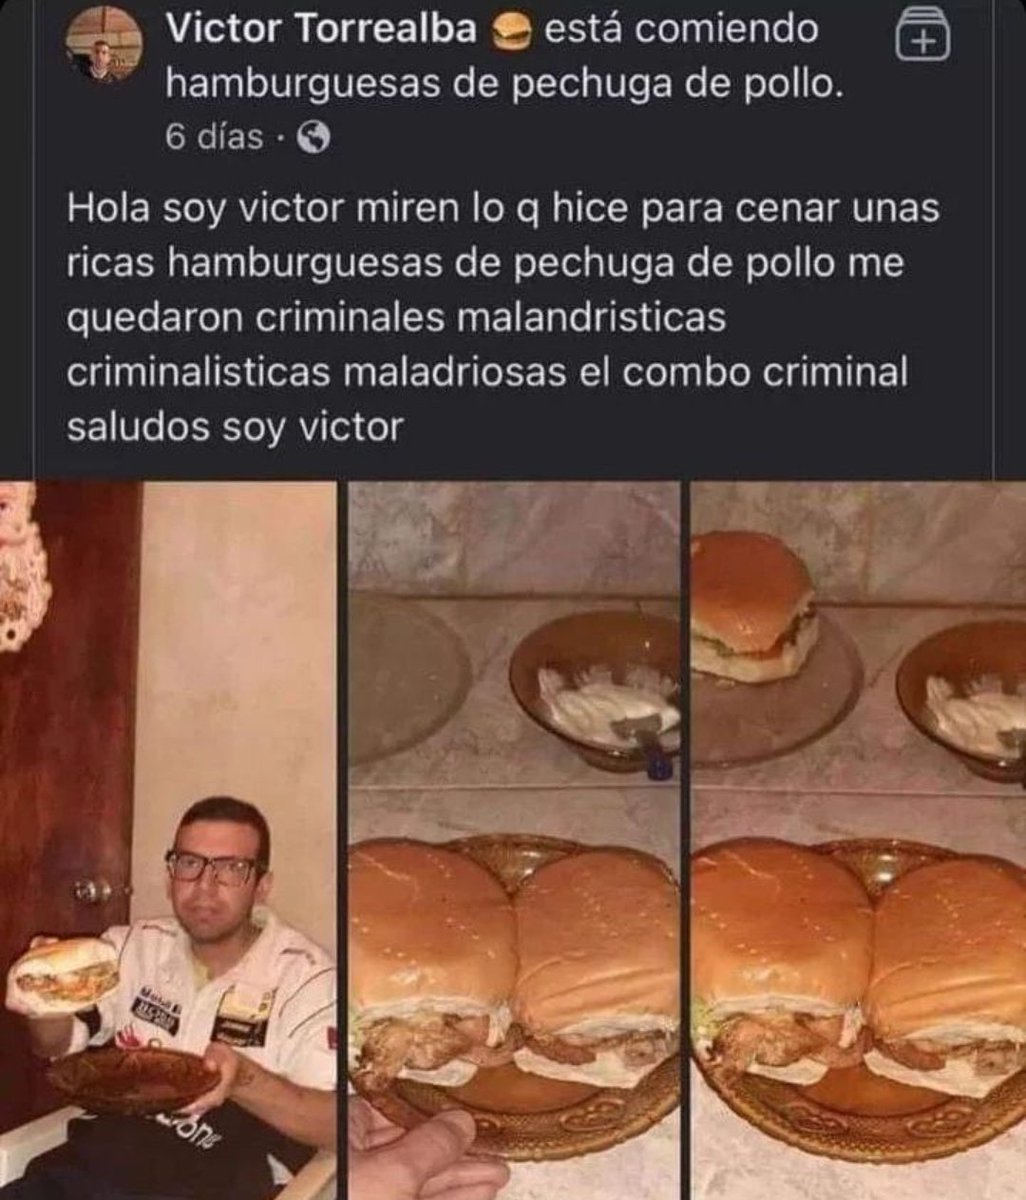 Victor Torrealba 🍔 está comiendo
hamburguesas de pechuga de pollo.
6 días ·
Hola soy victor miren lo q hice para cenar unas
ricas hamburguesas de pechuga de pollo me
quedaron criminales malandristicas
criminalisticas maladriosas el combo criminal
saludos soy victor